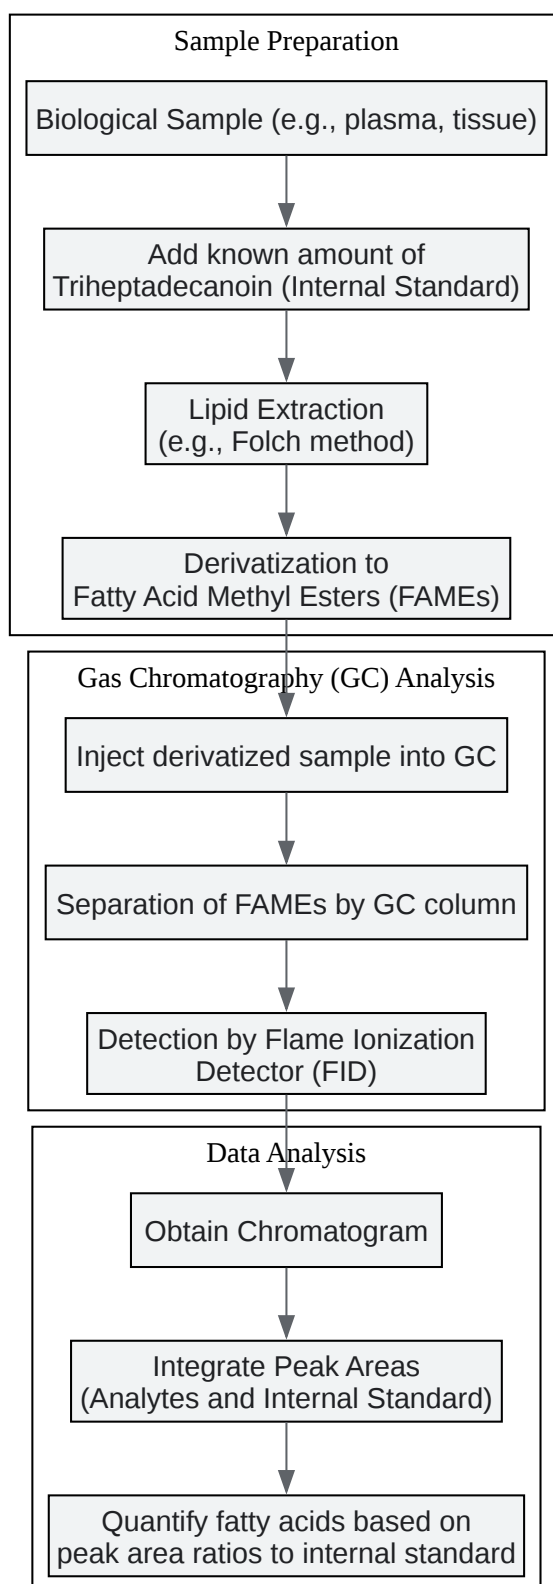 Sample Preparation
Biological Sample (e.g., plasma, tissue)
Add known amount of
Triheptadecanoin (Internal Standard)
Lipid Extraction
(e.g., Folch method)
Derivatization to
Fatty Acid Methyl Esters (FAMEs)
Gas Chromatography (GC) Analysis
Inject derivatized sample into GC
Separation of FAMEs by GC column
Detection by Flame Ionization
Detector (FID)
Data Analysis
Obtain Chromatogram
Integrate Peak Areas
(Analytes and Internal Standard)
Quantify fatty acids based on
peak area ratios to internal standard